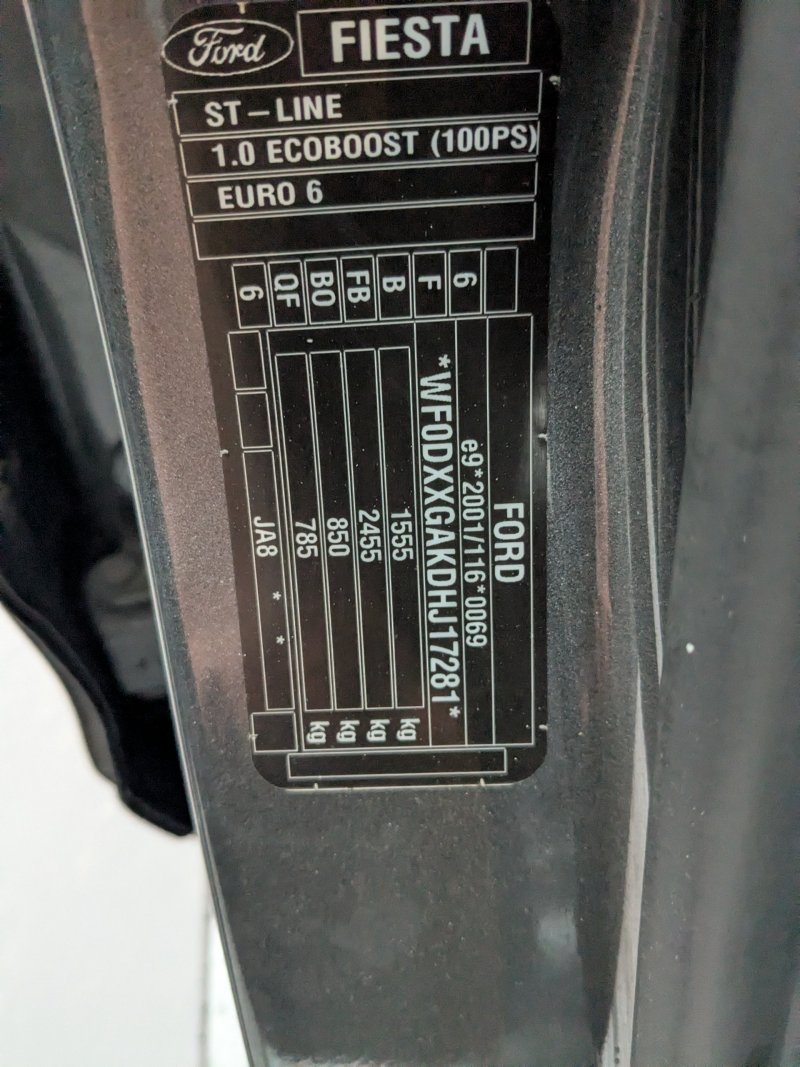 Ford
FIESTA
ST-LINE
1.0 ECOBOOST (100PS)
EURO 6
FORD
e9*2001/116*0069
*WF0DXXGAKDHJ17281*
1555 kg
2455 kg
850 kg
785 kg
JA8 * *
6
F
B
FB
BO
QF
6